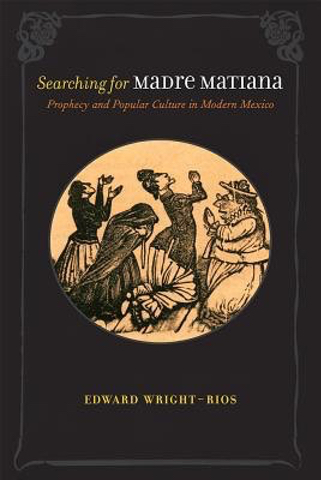 Searching for MADRE MATIANA
Prophecy and Popular Culture in Modern Mexico
EDWARD WRIGHT-RIOS